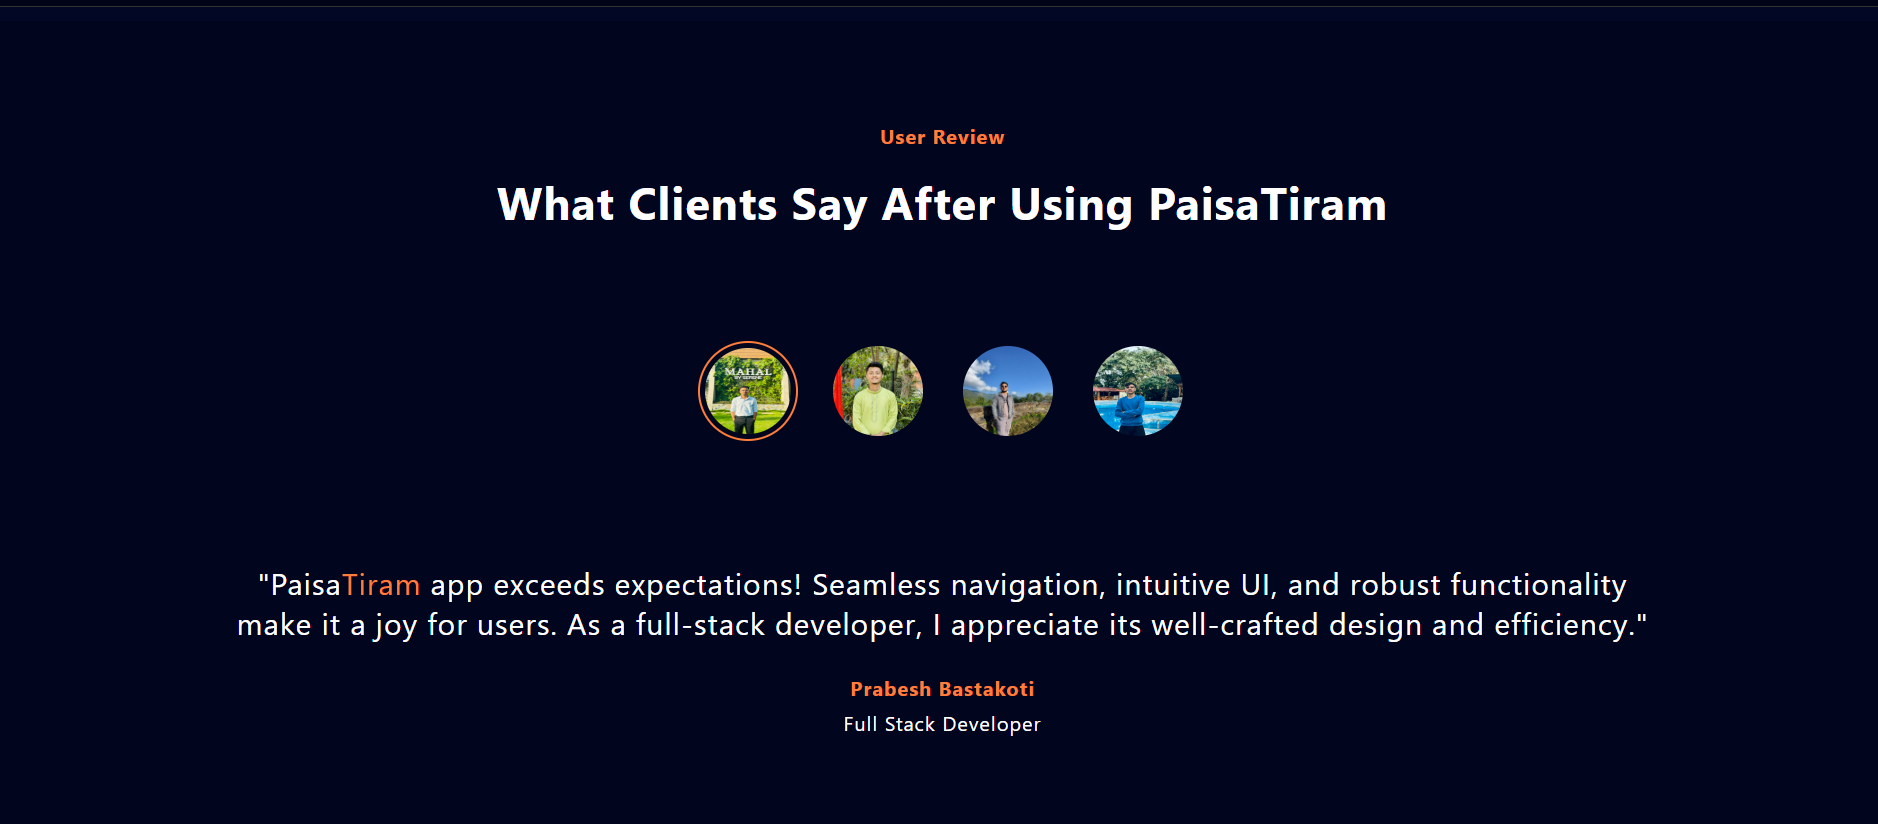 User Review
What Clients Say After Using PaisaTiram
MAHAL
BY SERENE
"PaisaTiram app exceeds expectations! Seamless navigation, intuitive UI, and robust functionality
make it a joy for users. As a full-stack developer, I appreciate its well-crafted design and efficiency."
Prabesh Bastakoti
Full Stack Developer